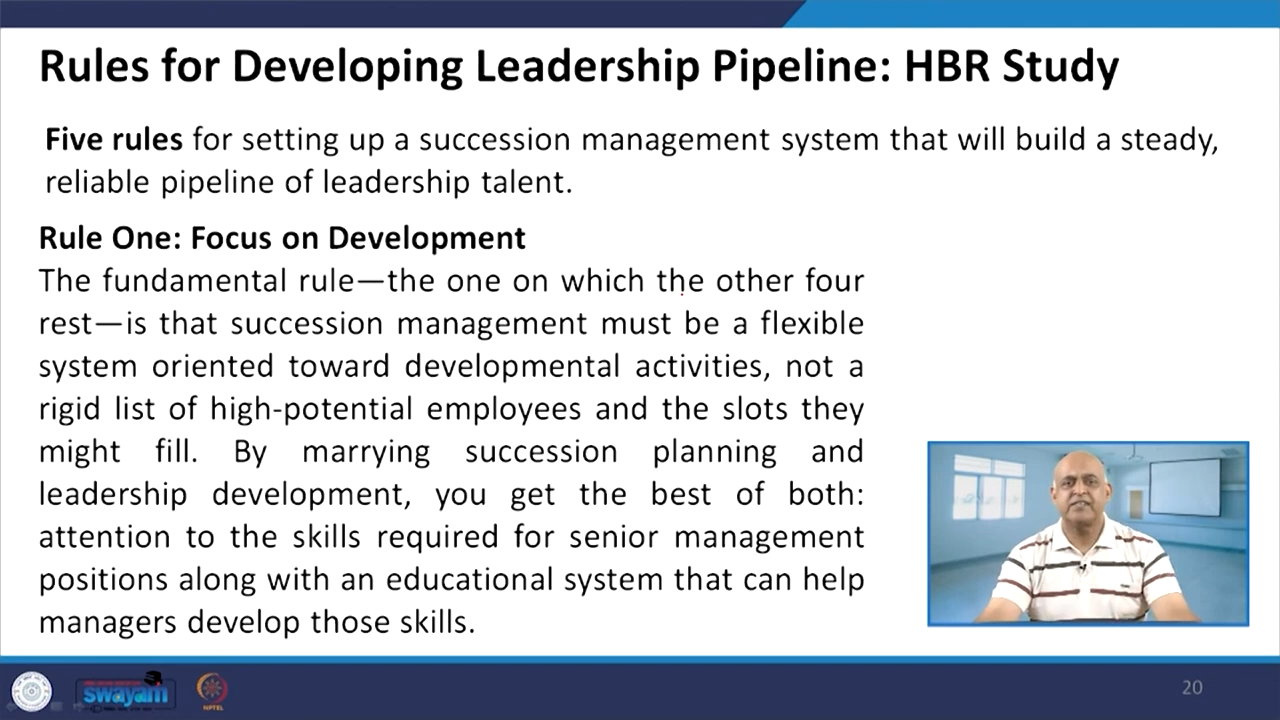 Rules for Developing Leadership Pipeline: HBR Study
Five rules for setting up a succession management system that will build a steady,
reliable pipeline of leadership talent.
Rule One: Focus on Development
The fundamental rule—the one on which the other four
rest—is that succession management must be a flexible
system oriented toward developmental activities, not a
rigid list of high-potential employees and the slots they
might fill. By marrying succession planning and
leadership development, you get the best of both:
attention to the skills required for senior management
positions along with an educational system that can help
managers develop those skills.
swayam
NPTEL
20